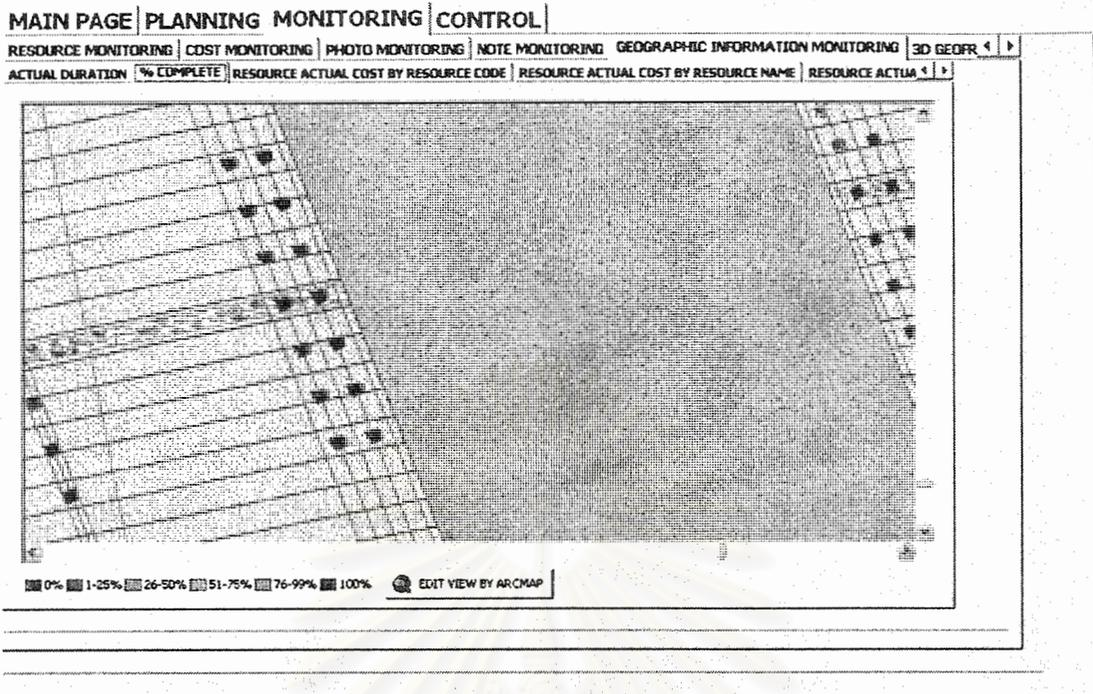 MAIN PAGE PLANNING MONITORING CONTROL
RESOURCE MONITORING COST MONITORING PHOTO MONITORING NOTE MONITORING GEOGRAPHIC INFORMATION MONITORING 3D GEOFR
ACTUAL DURATION % COMPLETE RESOURCE ACTUAL COST BY RESOURCE CODE RESOURCE ACTUAL COST BY RESOURCE NAME RESOURCE ACTUA
0% 1-25% 26-50% 51-75% 76-99% 100% EDIT VIEW BY ARCMAP